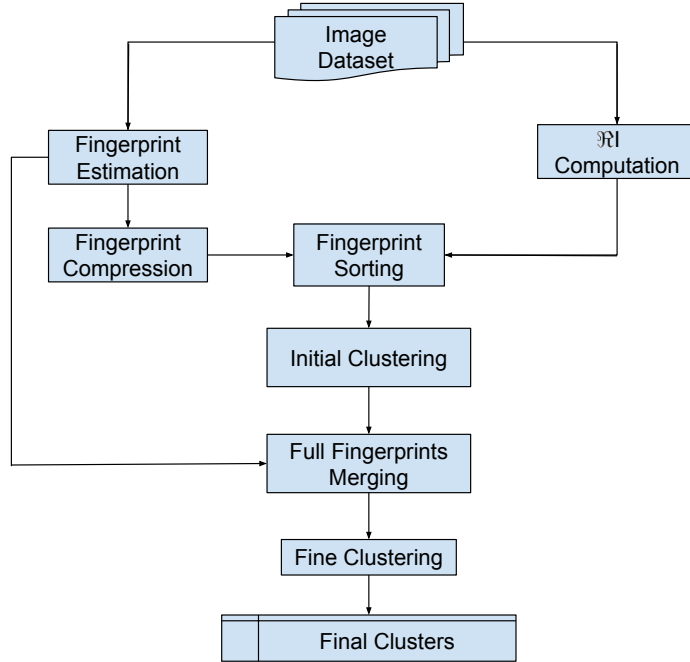 Image
Dataset
Fingerprint
Estimation
ℜI
Computation
Fingerprint
Compression
Fingerprint
Sorting
Initial Clustering
Full Fingerprints
Merging
Fine Clustering
Final Clusters